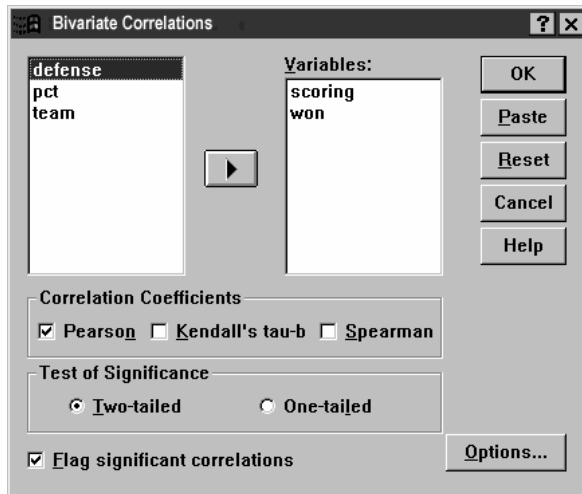 Bivariate Correlations
defense
pct
team
Variables:
scoring
won
OK
Paste
Reset
Cancel
Help
Correlation Coefficients
Pearson Kendall's tau-b Spearman
Test of Significance
Two-tailed One-tailed
Flag significant correlations
Options...